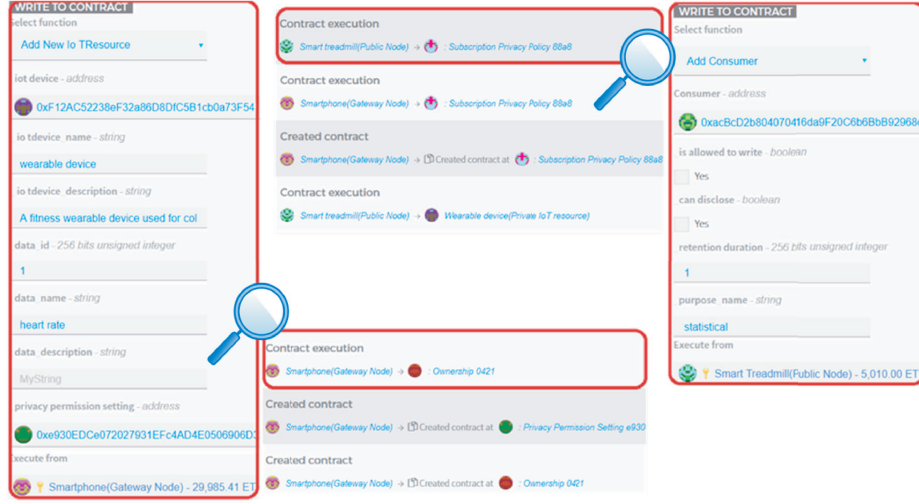 WRITE TO CONTRACT
Select function
Add New Io TResource
iot device - address
0xF12AC52238eF32a86D8DfC5B1cb0a73F54
io tdevice_name - string
wearable device
io tdevice_description - string
A fitness wearable device used for col
data_id - 256 bits unsigned integer
1
data_name - string
heart rate
data_description - string
MyString
privacy permission setting - address
0xe930EDCe072027931EFc4AD4E0506906D3
Execute from
Smartphone(Gateway Node) - 29,985.41 ET
Contract execution
Smart treadmill(Public Node) → : Subscription Privacy Policy 88a8
Contract execution
Smartphone(Gateway Node) → : Subscription Privacy Policy 88a8
Created contract
Smartphone(Gateway Node) → Created contract at : Subscription Privacy Policy 88a8
Contract execution
Smart treadmill(Public Node) → Wearable device(Private IoT resource)
Contract execution
Smartphone(Gateway Node) → : Ownership 0421
Created contract
Smartphone(Gateway Node) → Created contract at : Privacy Permission Setting e930
Created contract
Smartphone(Gateway Node) → Created contract at : Ownership 0421
WRITE TO CONTRACT
Select function
Add Consumer
Consumer - address
0xacBcD2b804070416da9F20C6b6BbB92968
is allowed to write - boolean
Yes
can disclose - boolean
Yes
retention duration - 256 bits unsigned integer
1
purpose_name - string
statistical
Execute from
Smart Treadmill(Public Node) - 5,010.00 ET